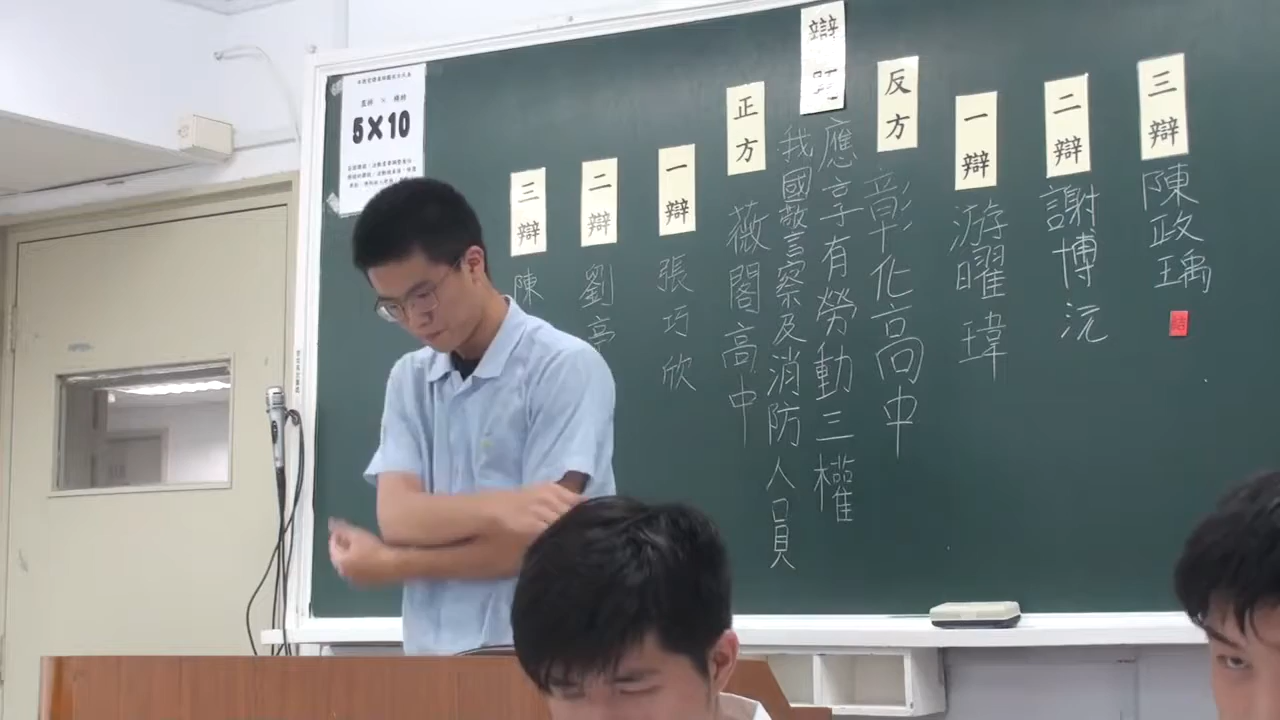 三辯
陳政瑀
結
二辯
謝博沅
一辯
游曜瑋
反方
彰化高中
辯
應享有勞動三權
我國警察及消防人員
正方
薇閣高中
一辯
張巧欣
二辯
劉亭
三辯
陳
5×10